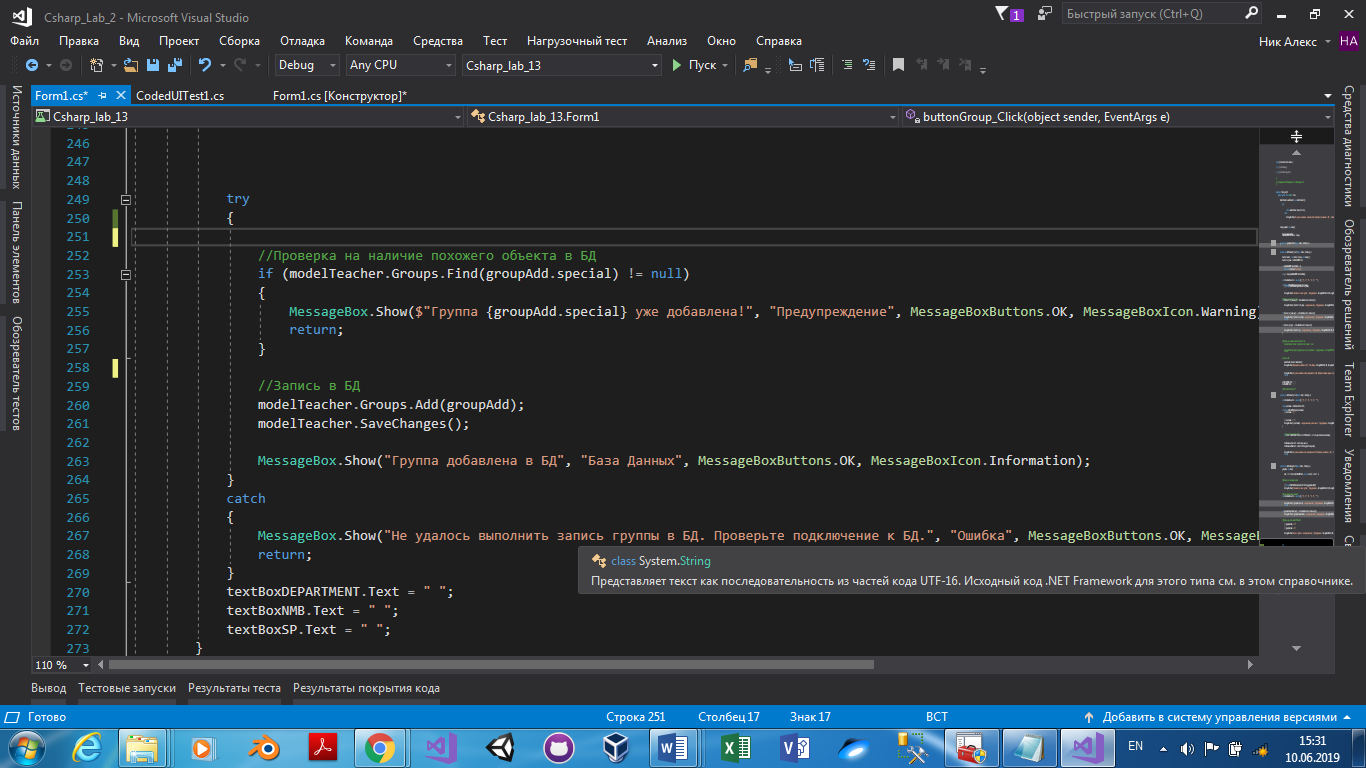 Csharp_Lab_2 - Microsoft Visual Studio
1
Быстрый запуск (Ctrl+Q)
Файл Правка Вид Проект Сборка Отладка Команда Средства Тест Нагрузочный тест Анализ Окно Справка
Ник Алекс НА
Debug Any CPU Csharp_lab_13 Пуск
Form1.cs* CodedUITest1.cs Form1.cs [Конструктор]*
Csharp_lab_13 Csharp_lab_13.Form1 buttonGroup_Click(object sender, EventArgs e)
Источники данных
Панель элементов
Обозреватель тестов
246
247
248
249 try
250 {
251
252 //Проверка на наличие похожего объекта в БД
253 if (modelTeacher.Groups.Find(groupAdd.special) != null)
254 {
255 MessageBox.Show($"Группа {groupAdd.special} уже добавлена!", "Предупреждение", MessageBoxButtons.OK, MessageBoxIcon.Warning)
256 return;
257 }
258
259 //Запись в БД
260 modelTeacher.Groups.Add(groupAdd);
261 modelTeacher.SaveChanges();
262
263 MessageBox.Show("Группа добавлена в БД", "База Данных", MessageBoxButtons.OK, MessageBoxIcon.Information);
264 }
265 catch
266 {
267 MessageBox.Show("Не удалось выполнить запись группы в БД. Проверьте подключение к БД.", "Ошибка", MessageBoxButtons.OK, MessageB
268 return;
269 }
270 textBoxDEPARTMENT.Text = " ";
271 textBoxNMB.Text = " ";
272 textBoxSP.Text = " ";
273 }
class System.String
Представляет текст как последовательность из частей кода UTF-16. Исходный код .NET Framework для этого типа см. в этом справочнике.
Средства диагностики
Обозреватель решений
Team Explorer
Уведомления
Св
110 %
Вывод Тестовые запуски Результаты теста Результаты покрытия кода
Готово Строка 251 Столбец 17 Знак 17 ВСТ Добавить в систему управления версиями
EN 15:31
10.06.2019